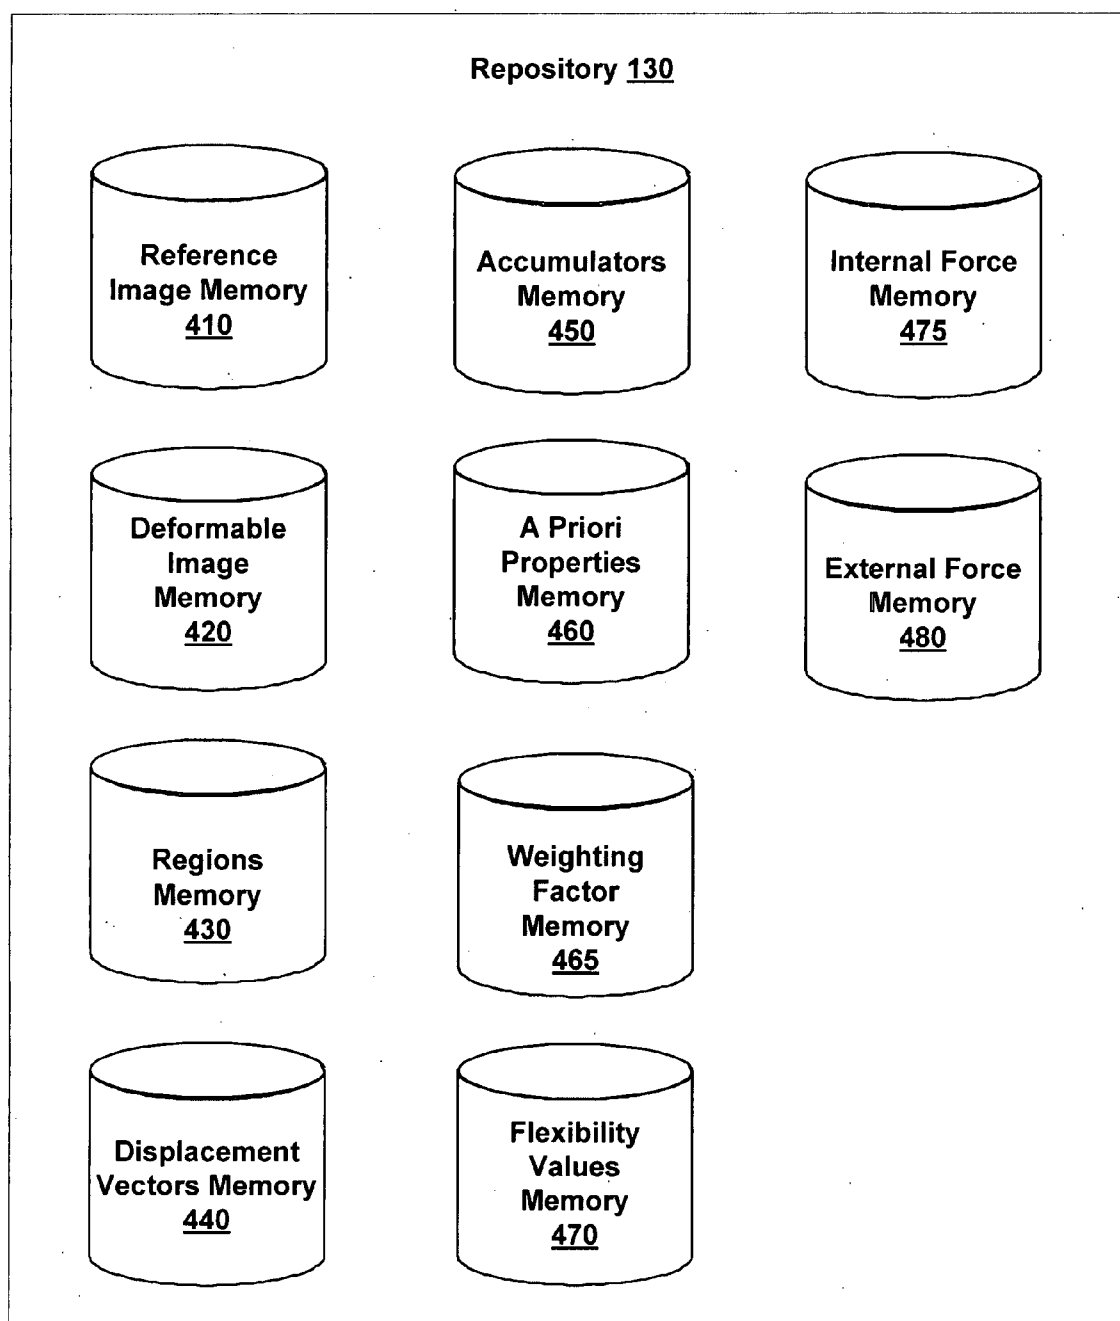 Repository 130
Reference
Image Memory
410
Accumulators
Memory
450
Internal Force
Memory
475
Deformable
Image
Memory
420
A Priori
Properties
Memory
460
External Force
Memory
480
Regions
Memory
430
Weighting
Factor
Memory
465
Displacement
Vectors Memory
440
Flexibility
Values
Memory
470